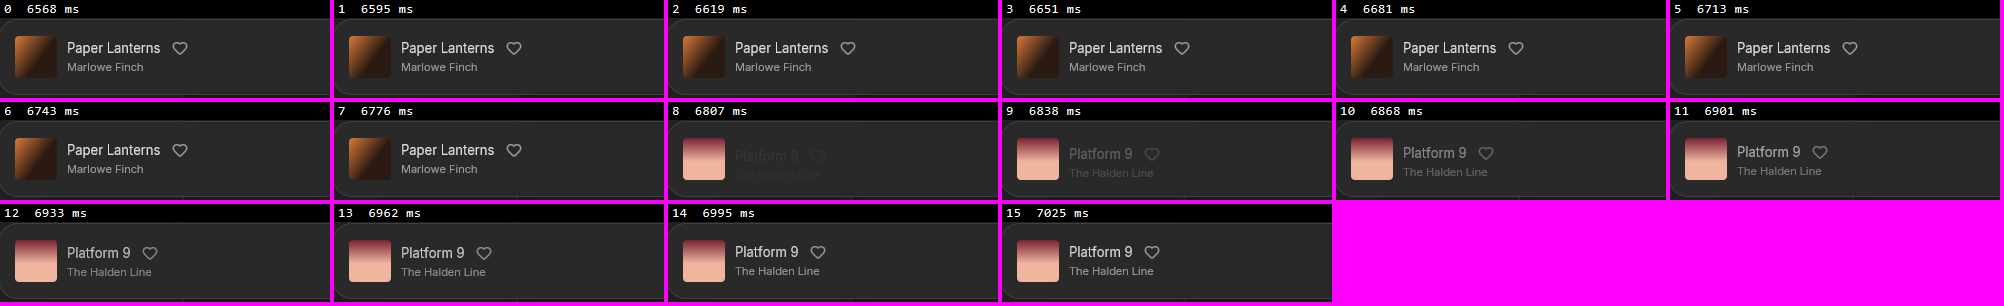 0 6568 ms
1 6595 ms
2 6619 ms
3 6651 ms
4 6681 ms
5 6713 ms
Paper Lanterns
Marlowe Finch
Paper Lanterns
Marlowe Finch
Paper Lanterns
Marlowe Finch
Paper Lanterns
Marlowe Finch
Paper Lanterns
Marlowe Finch
Paper Lanterns
Marlowe Finch
6 6743 ms
7 6776 ms
8 6807 ms
9 6838 ms
10 6868 ms
11 6901 ms
Paper Lanterns
Marlowe Finch
Paper Lanterns
Marlowe Finch
Platform 9
The Halden Line
Platform 9
The Halden Line
Platform 9
The Halden Line
Platform 9
The Halden Line
12 6933 ms
13 6962 ms
14 6995 ms
15 7025 ms
Platform 9
The Halden Line
Platform 9
The Halden Line
Platform 9
The Halden Line
Platform 9
The Halden Line